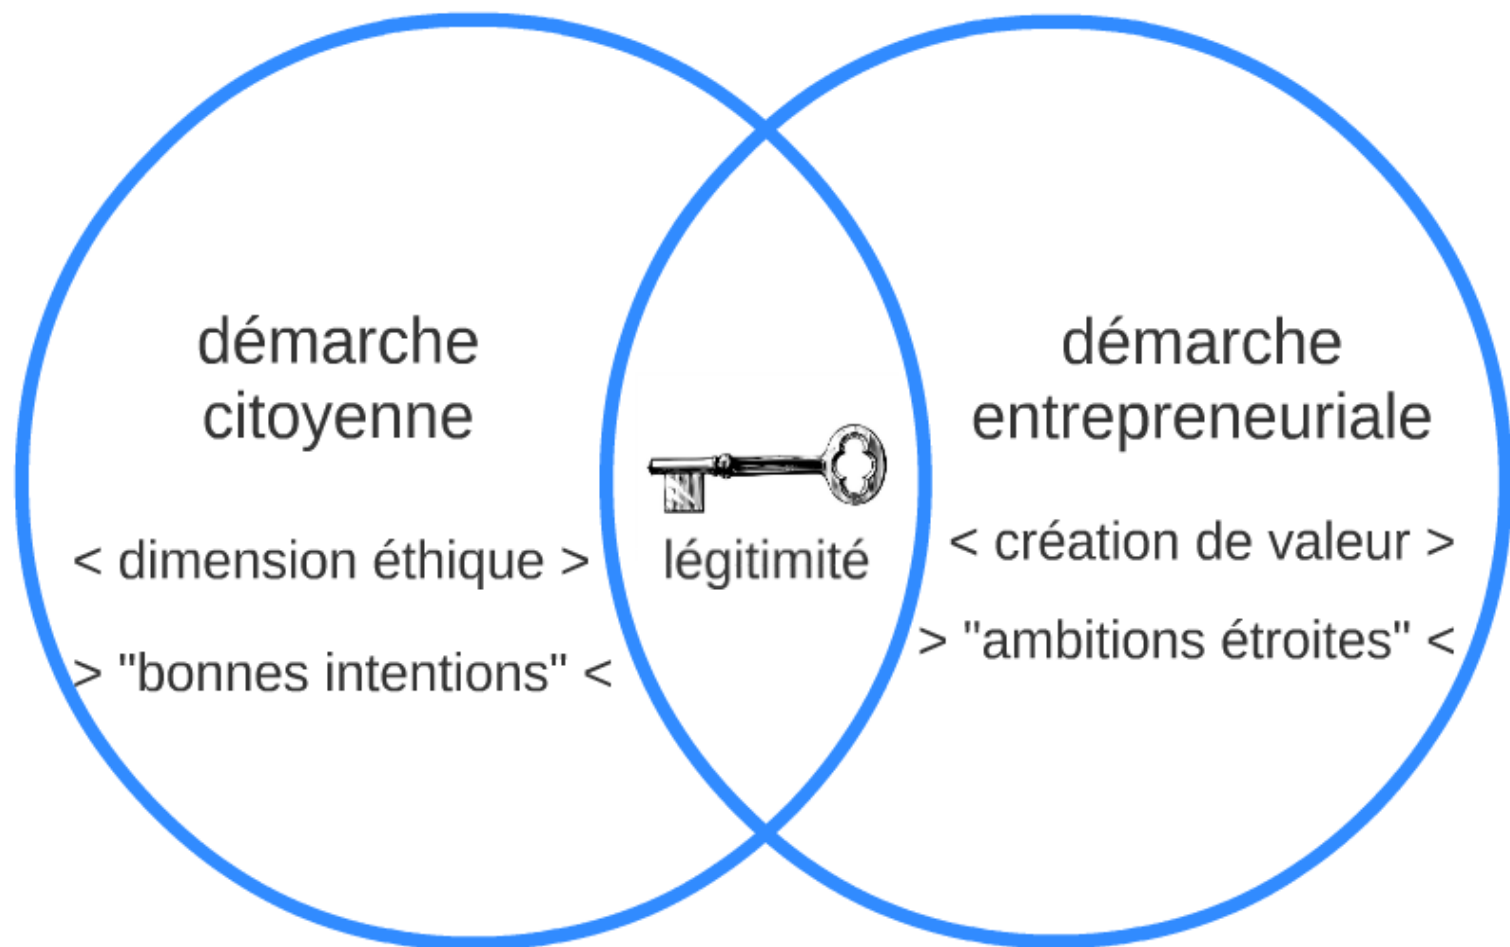 démarche
citoyenne
< dimension éthique >
> "bonnes intentions" <
légitimité
démarche
entrepreneuriale
< création de valeur >
> "ambitions étroites" <